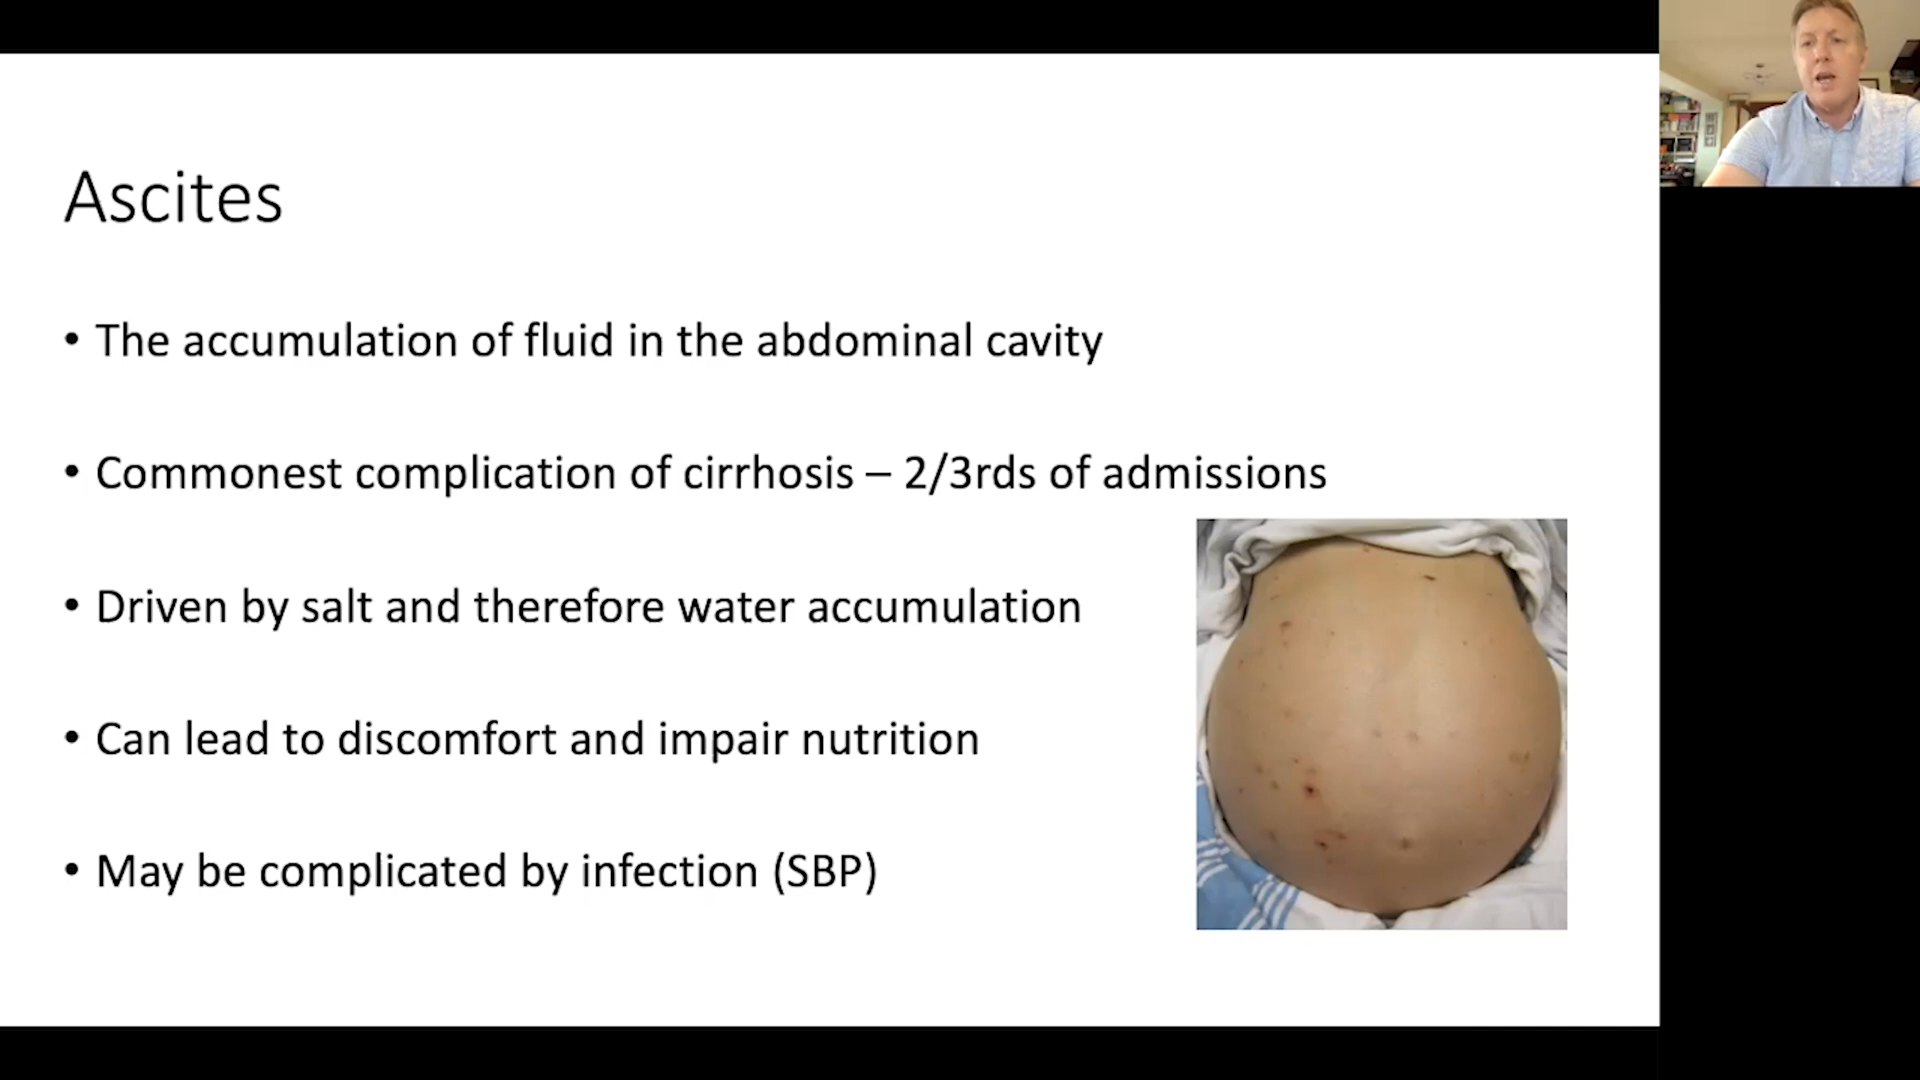 Ascites
• The accumulation of fluid in the abdominal cavity
• Commonest complication of cirrhosis – 2/3rds of admissions
• Driven by salt and therefore water accumulation
• Can lead to discomfort and impair nutrition
• May be complicated by infection (SBP)